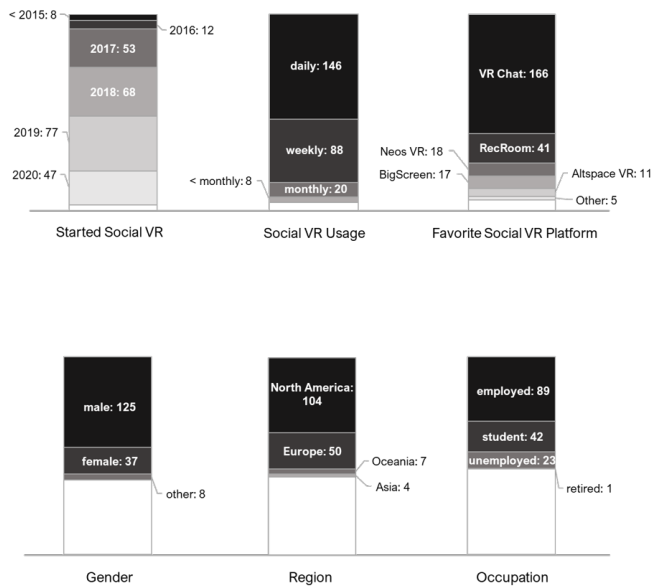 < 2015: 8
2016: 12
2017: 53
2018: 68
2019: 77
2020: 47
Started Social VR
daily: 146
weekly: 88
monthly: 20
< monthly: 8
Social VR Usage
VR Chat: 166
RecRoom: 41
Neos VR: 18
BigScreen: 17
Altspace VR: 11
Other: 5
Favorite Social VR Platform
male: 125
female: 37
other: 8
Gender
North America:
104
Europe: 50
Oceania: 7
Asia: 4
Region
employed: 89
student: 42
unemployed: 23
retired: 1
Occupation